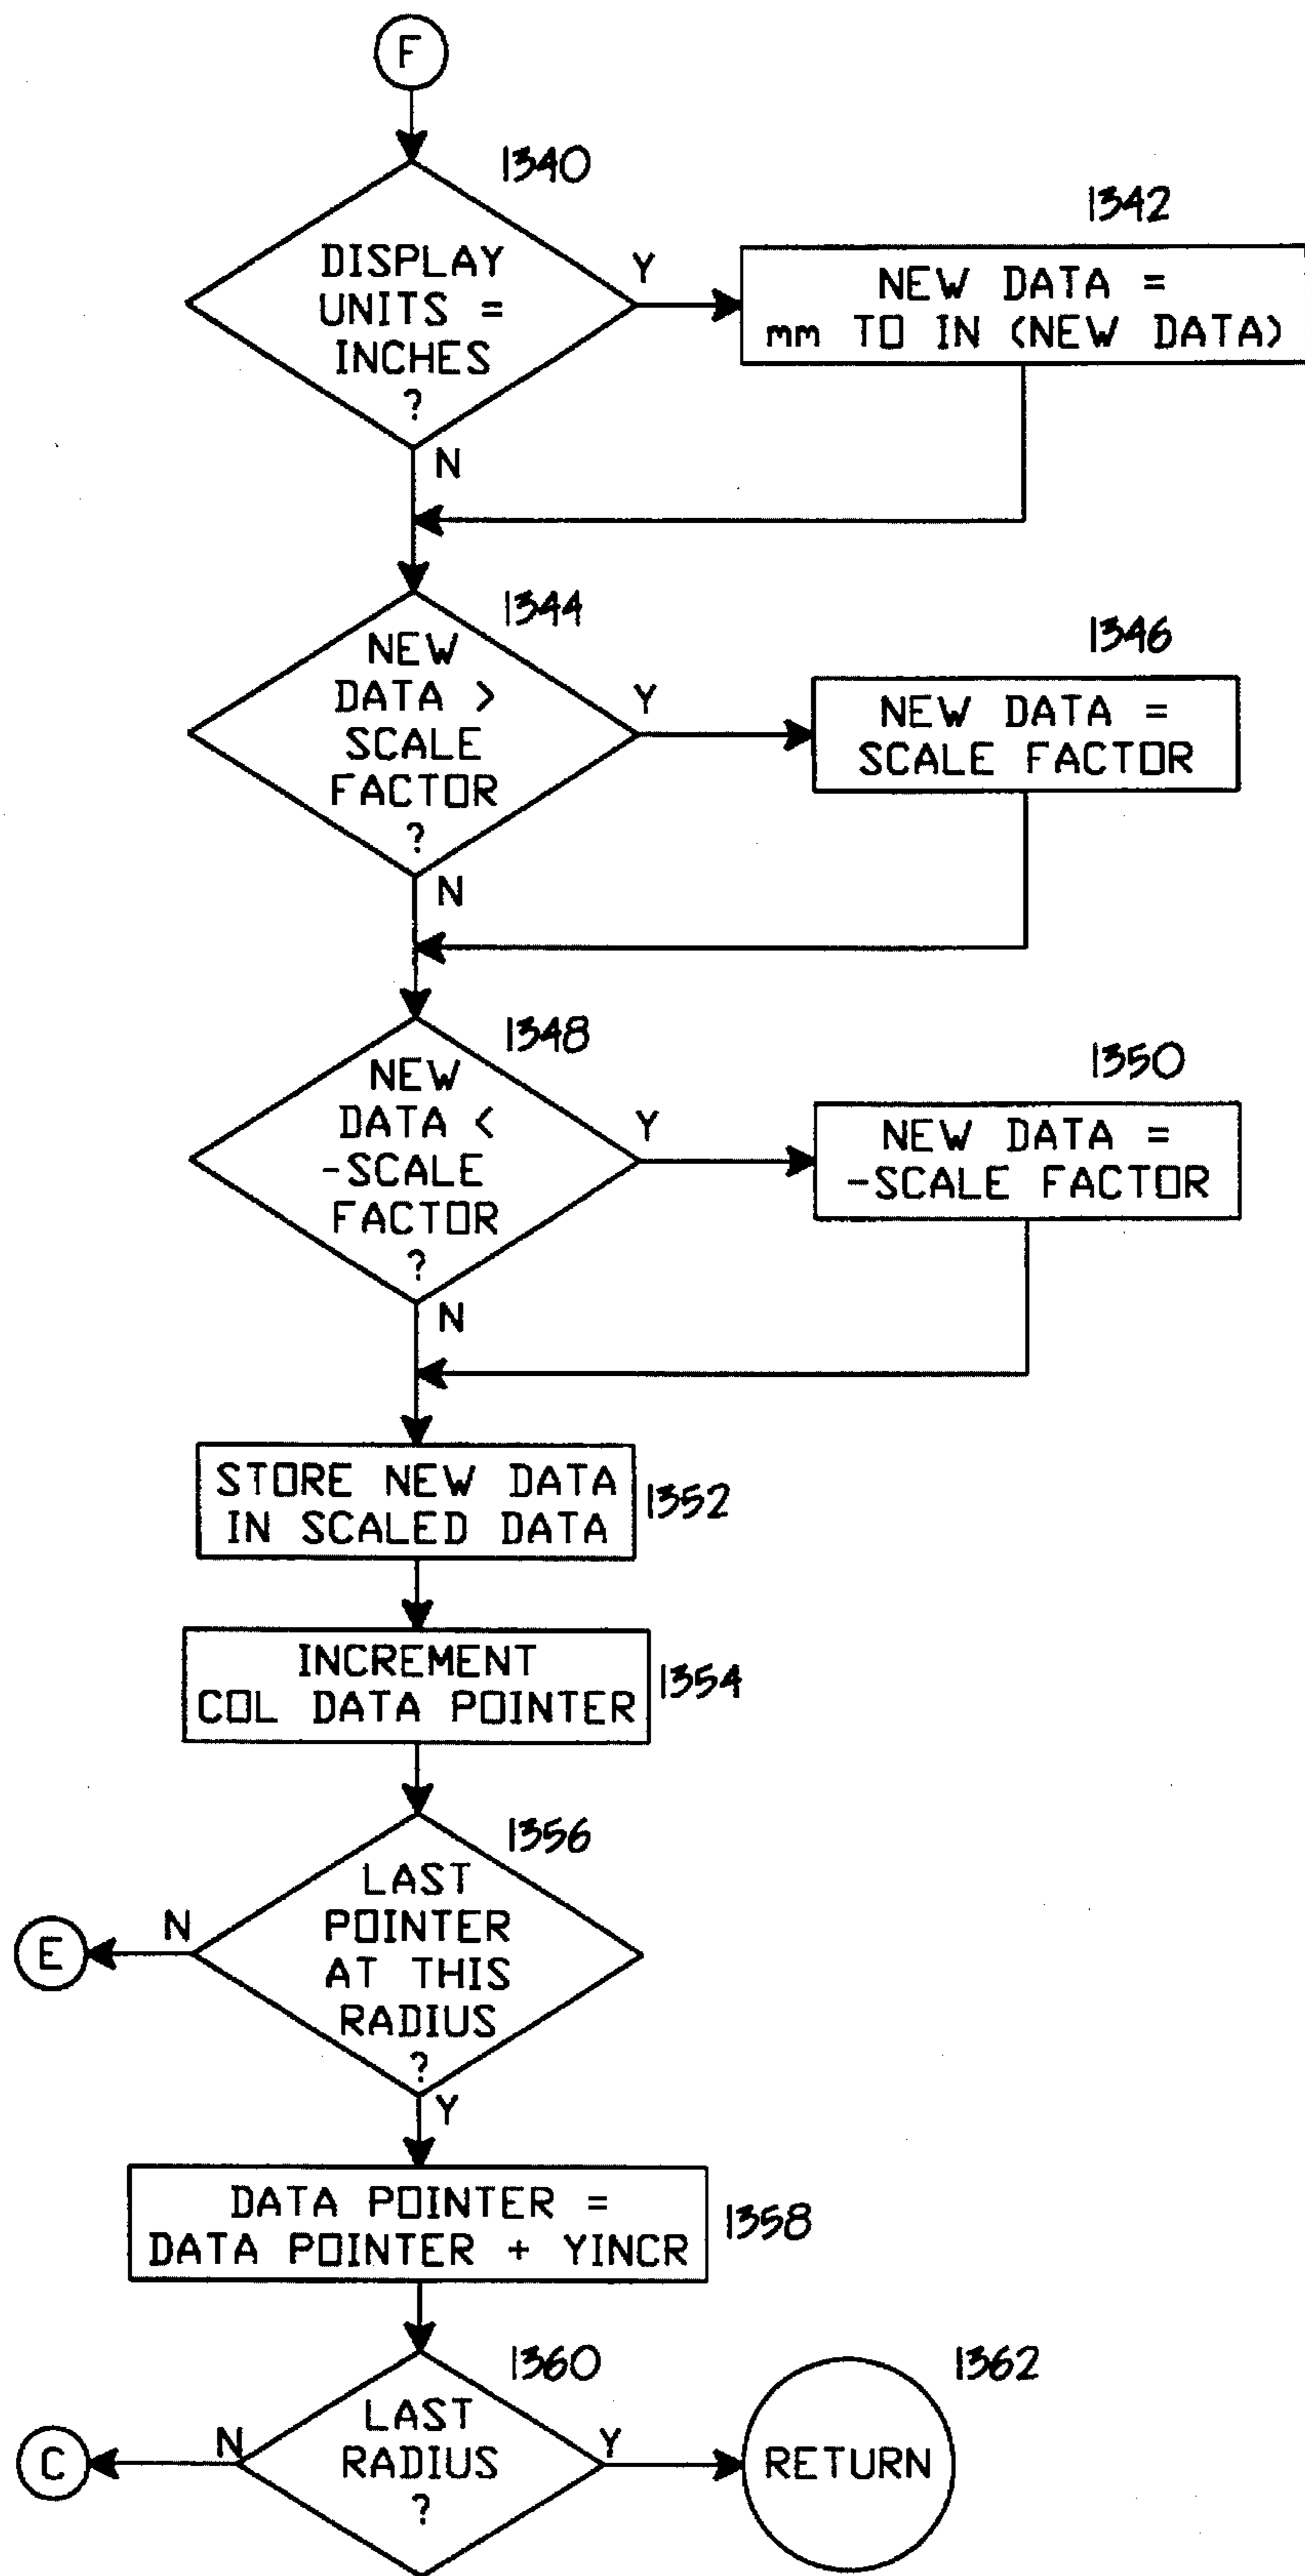 F
1340
DISPLAY
UNITS =
INCHES
?
Y
N
1342
NEW DATA =
mm TO IN (NEW DATA)
1344
NEW
DATA >
SCALE
FACTOR
?
Y
N
1346
NEW DATA =
SCALE FACTOR
1348
NEW
DATA <
-SCALE
FACTOR
?
Y
N
1350
NEW DATA =
-SCALE FACTOR
STORE NEW DATA
IN SCALED DATA
1352
INCREMENT
COL DATA POINTER
1354
1356
LAST
POINTER
AT THIS
RADIUS
?
N
E
Y
DATA POINTER =
DATA POINTER + YINCR
1358
1360
LAST
RADIUS
?
N
C
Y
1362
RETURN